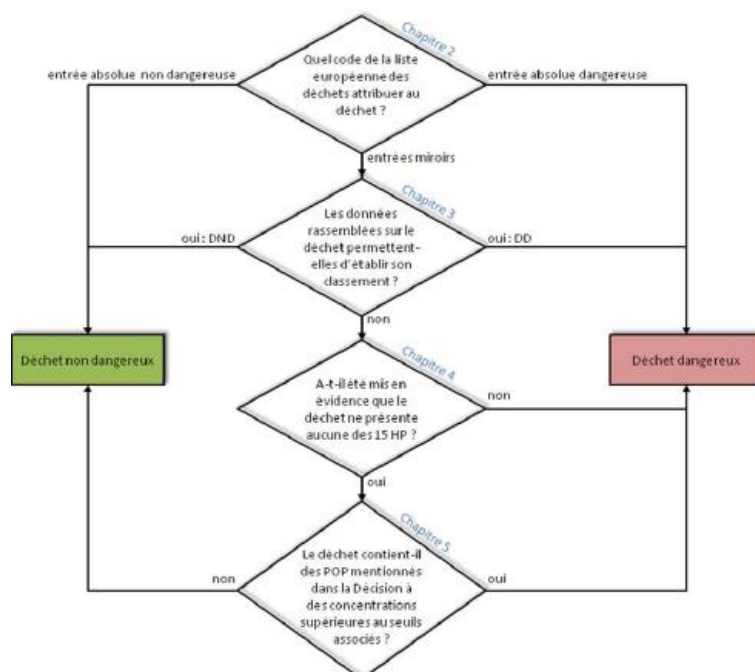 Chapitre 2
Quel code de la liste
européenne des
déchets attribuer au
déchet ?
entrée absolue non dangereuse
entrée absolue dangereuse
entrées miroirs
Chapitre 3
Les données
rassemblées sur le
déchet permettent-
elles d'établir son
classement ?
oui : DND
oui : DD
non
Déchet non dangereux
Déchet dangereux
Chapitre 4
A-t-il été mis en
évidence que le
déchet ne présente
aucune des 15 HP ?
non
oui
Chapitre 5
Le déchet contient-il
des POP mentionnés
dans la Décision à
des concentrations
supérieures au seuils
associés ?
non
oui